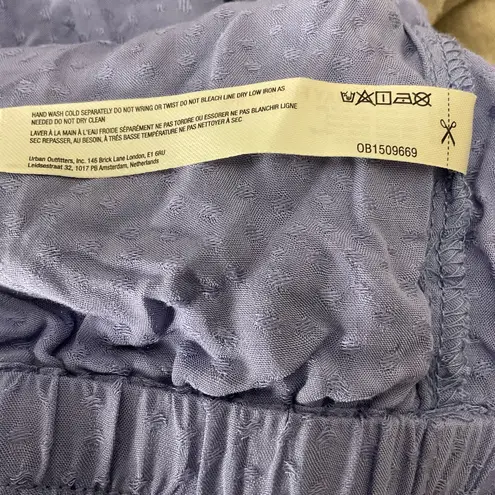 HAND WASH COLD SEPARATELY DO NOT WRING OR TWIST DO NOT BLEACH LINE DRY LOW IRON AS
NEEDED DO NOT DRY CLEAN
LAVER À LA MAIN À L'EAU FROIDE SÉPARÉMENT NE PAS TORDRE OU ESSORER NE PAS BLANCHIR LIGNE
SEC REPASSER, AU BESOIN, À TRÈS BASSE TEMPÉRATURE NE PAS NETTOYER À
SEC
Urban Outfitters, Inc. 146 Brick Lane London, E1 6RU
Leidsestraat 32, 1017 PB Amsterdam, Netherlands
OB1509669